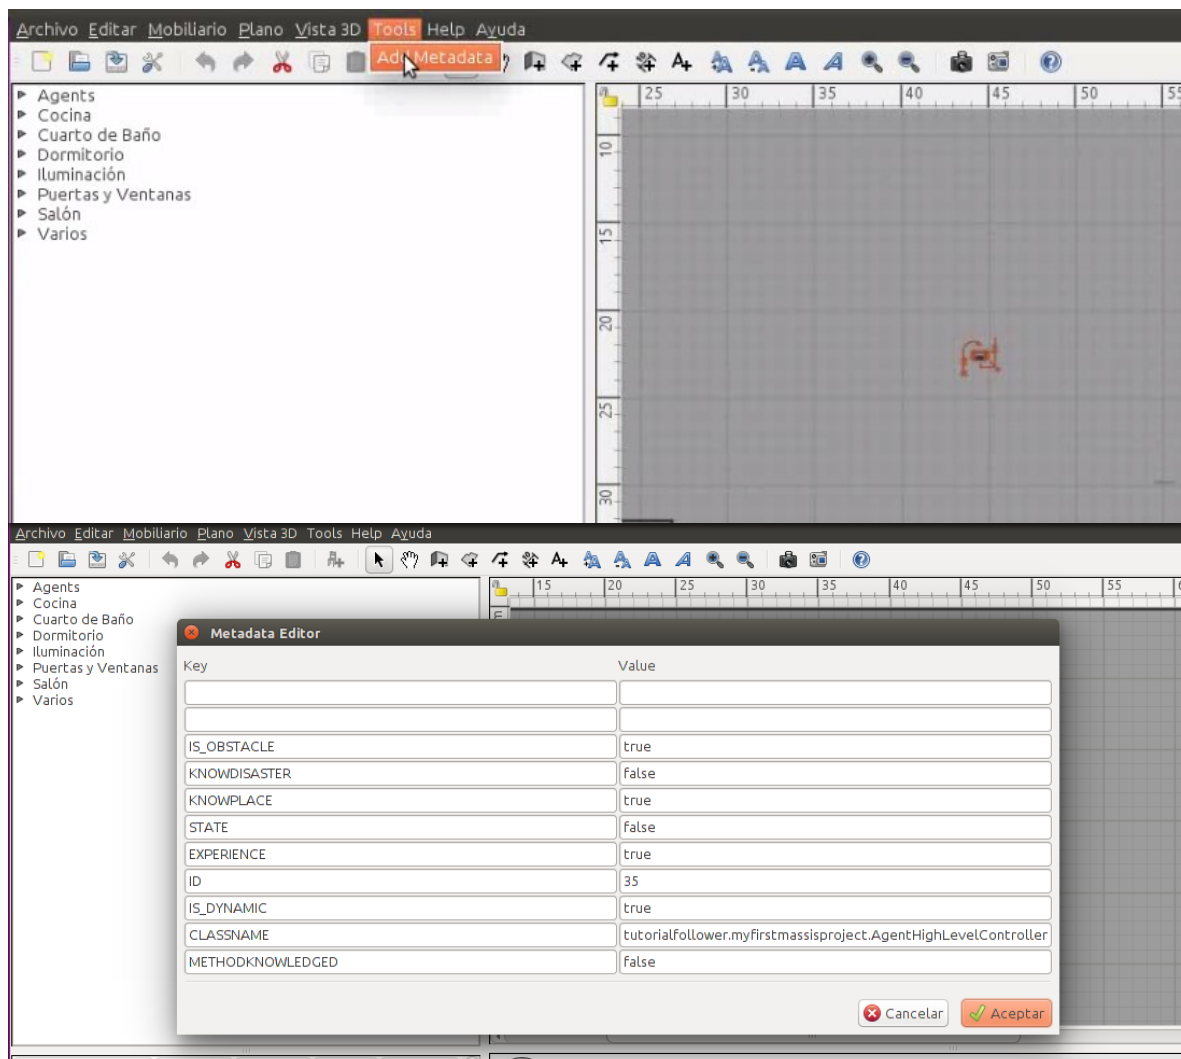 Archivo Editar Mobiliario Plano Vista 3D Tools Help Ayuda
Add Metadata
Agents
Cocina
Cuarto de Baño
Dormitorio
Iluminación
Puertas y Ventanas
Salón
Varios
25 30 35 40 45 50 55
10
15
20
25
30
Archivo Editar Mobiliario Plano Vista 3D Tools Help Ayuda
Agents
Cocina
Cuarto de Baño
Dormitorio
Iluminación
Puertas y Ventanas
Salón
Varios
15 20 25 30 35 40 45 50 55
Metadata Editor
Key Value
IS_OBSTACLE true
KNOWDISASTER false
KNOWPLACE true
STATE false
EXPERIENCE true
ID 35
IS_DYNAMIC true
CLASSNAME tutorialfollower.myfirstmassisproject.AgentHighLevelController
METHODKNOWLEDGED false
Cancelar Aceptar